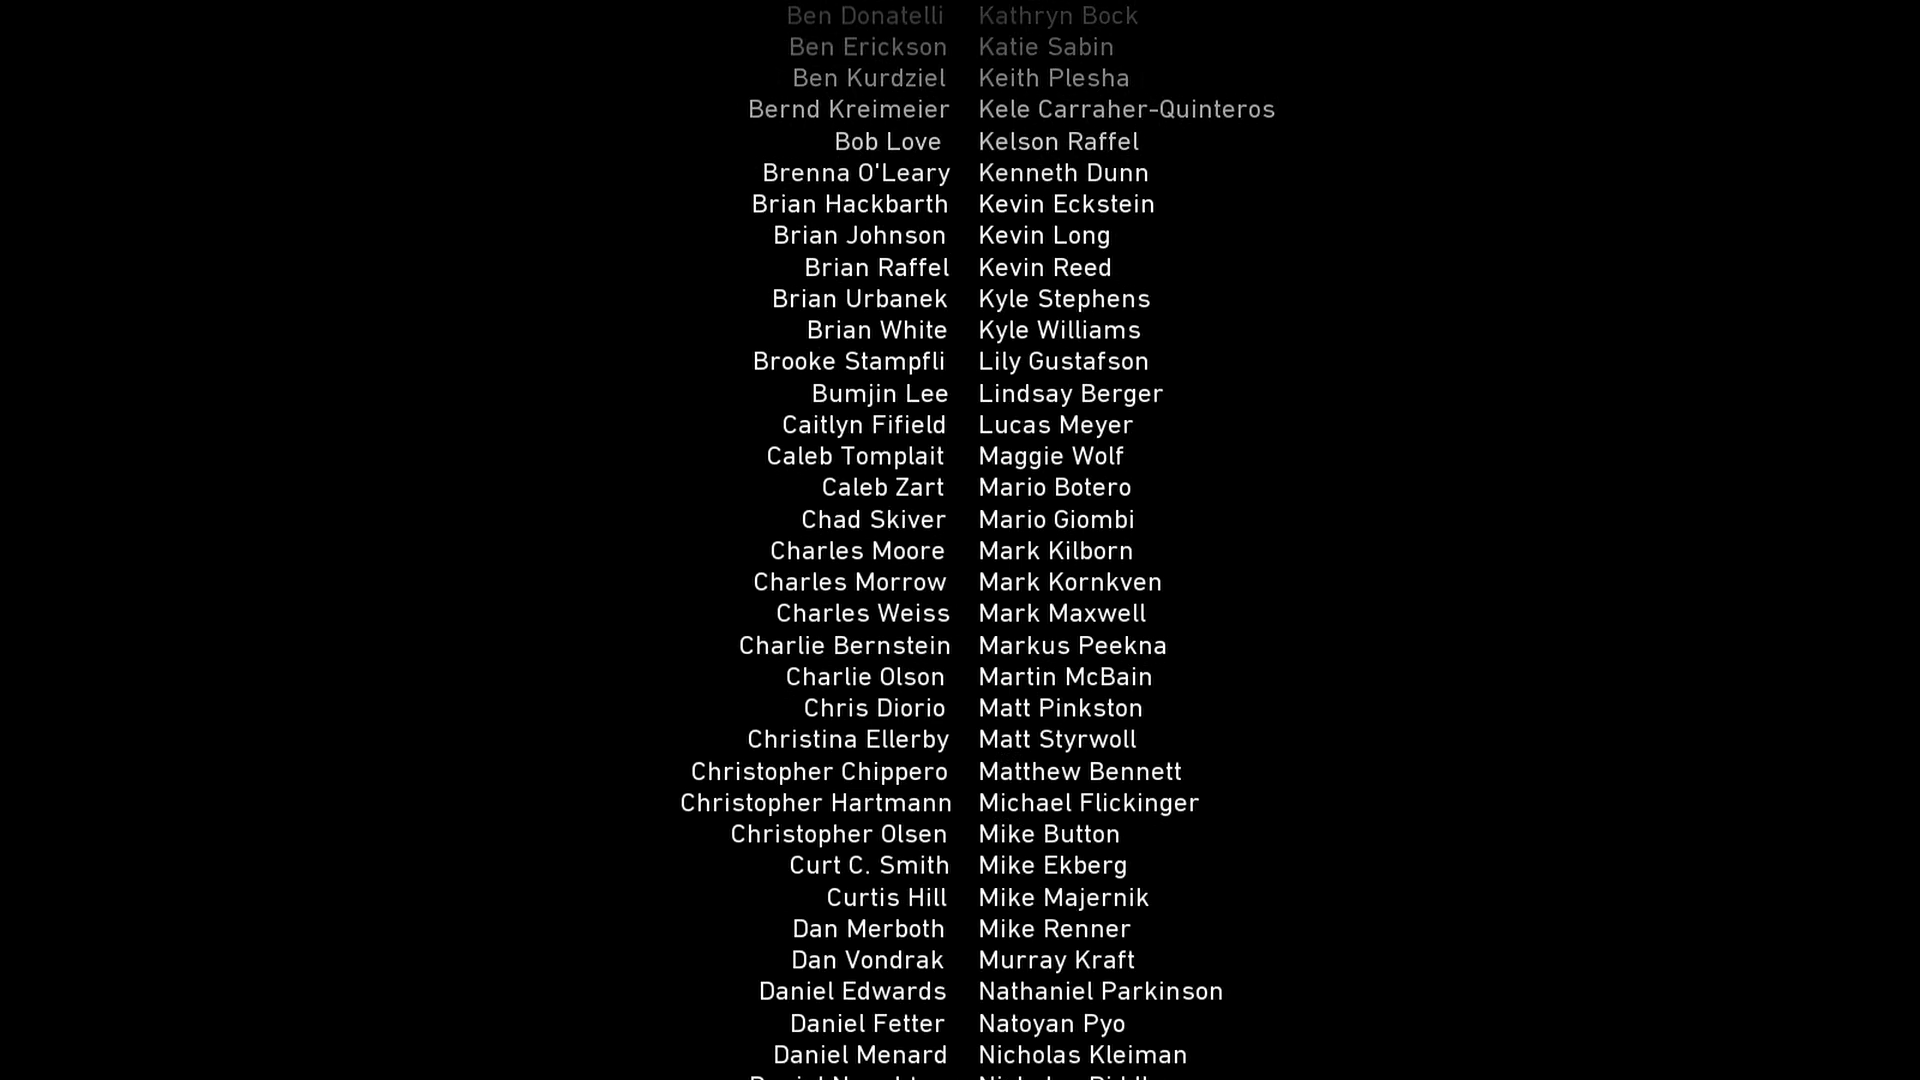 Ben Donatelli Kathryn Bock
Ben Erickson Katie Sabin
Ben Kurdziel Keith Plesha
Bernd Kreimeier Kele Carraher-Quinteros
Bob Love Kelson Raffel
Brenna O'Leary Kenneth Dunn
Brian Hackbarth Kevin Eckstein
Brian Johnson Kevin Long
Brian Raffel Kevin Reed
Brian Urbanek Kyle Stephens
Brian White Kyle Williams
Brooke Stampfli Lily Gustafson
Bumjin Lee Lindsay Berger
Caitlyn Fifield Lucas Meyer
Caleb Tomplait Maggie Wolf
Caleb Zart Mario Botero
Chad Skiver Mario Giombi
Charles Moore Mark Kilborn
Charles Morrow Mark Kornkven
Charles Weiss Mark Maxwell
Charlie Bernstein Markus Peekna
Charlie Olson Martin McBain
Chris Diorio Matt Pinkston
Christina Ellerby Matt Styrwoll
Christopher Chippero Matthew Bennett
Christopher Hartmann Michael Flickinger
Christopher Olsen Mike Button
Curt C. Smith Mike Ekberg
Curtis Hill Mike Majernik
Dan Merboth Mike Renner
Dan Vondrak Murray Kraft
Daniel Edwards Nathaniel Parkinson
Daniel Fetter Natoyan Pyo
Daniel Menard Nicholas Kleiman